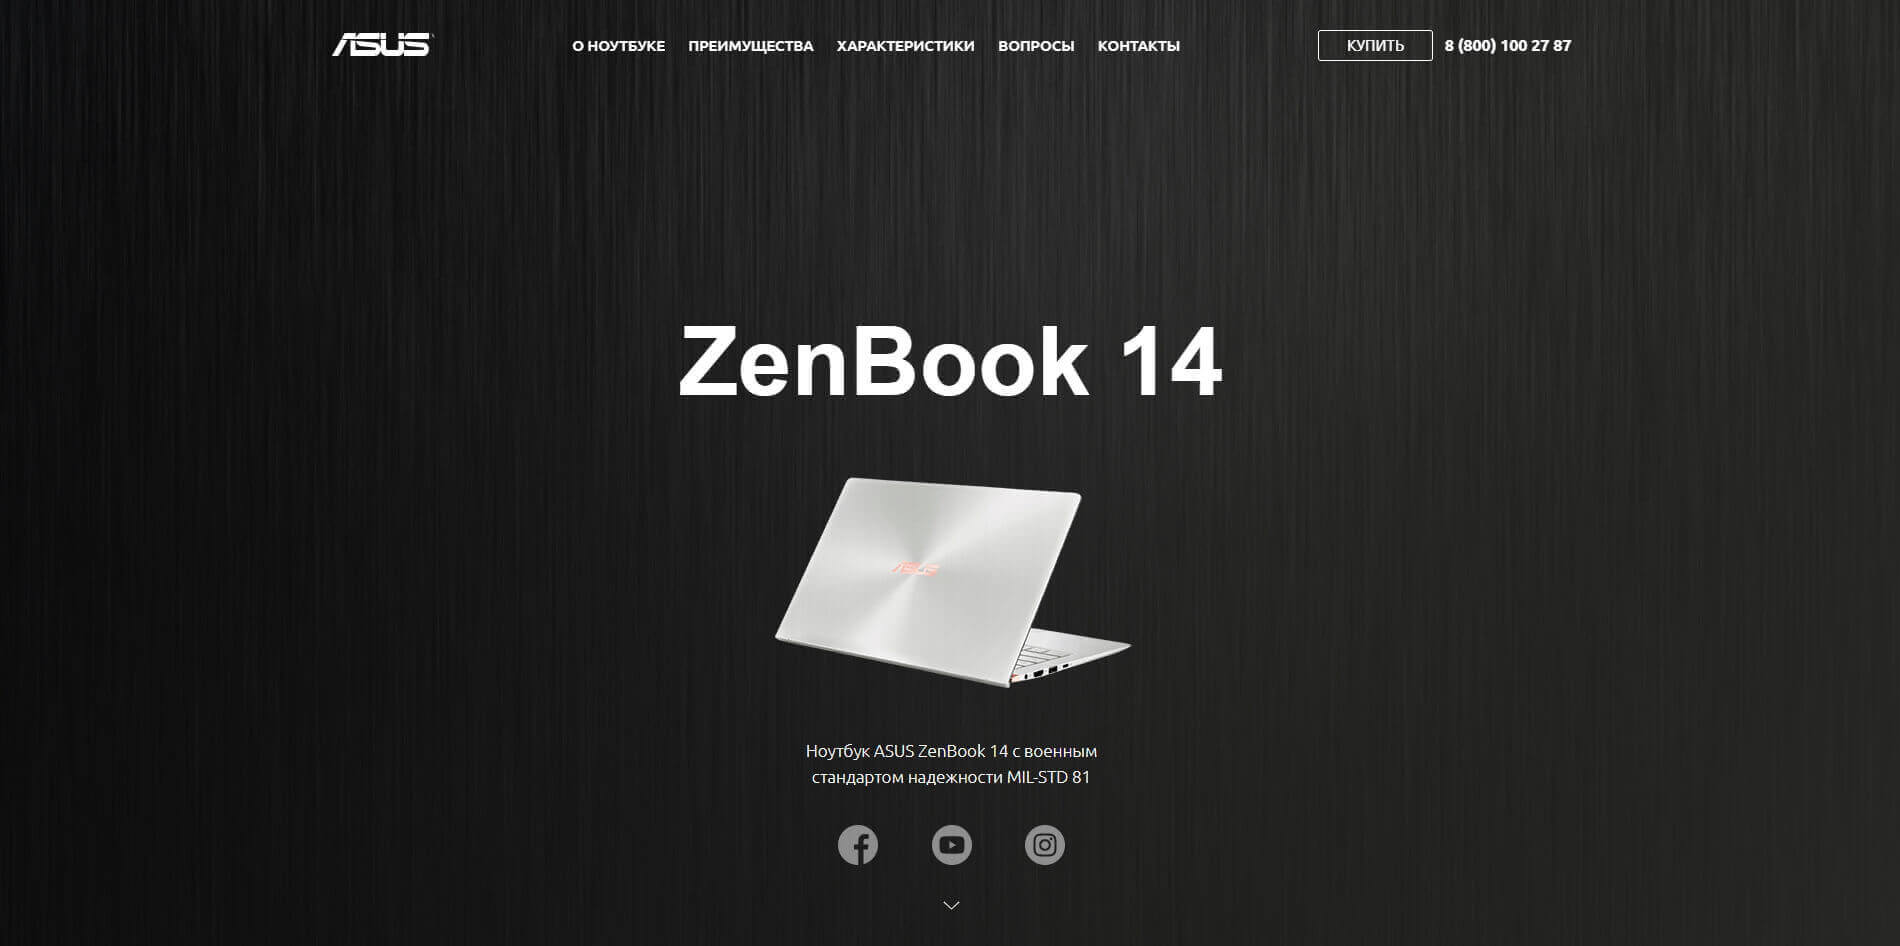 ASUS
О НОУТБУКЕ ПРЕИМУЩЕСТВА ХАРАКТЕРИСТИКИ ВОПРОСЫ КОНТАКТЫ
КУПИТЬ 8 (800) 100 27 87
ZenBook 14
ASUS
Ноутбук ASUS ZenBook 14 с военным
стандартом надежности MIL-STD 81